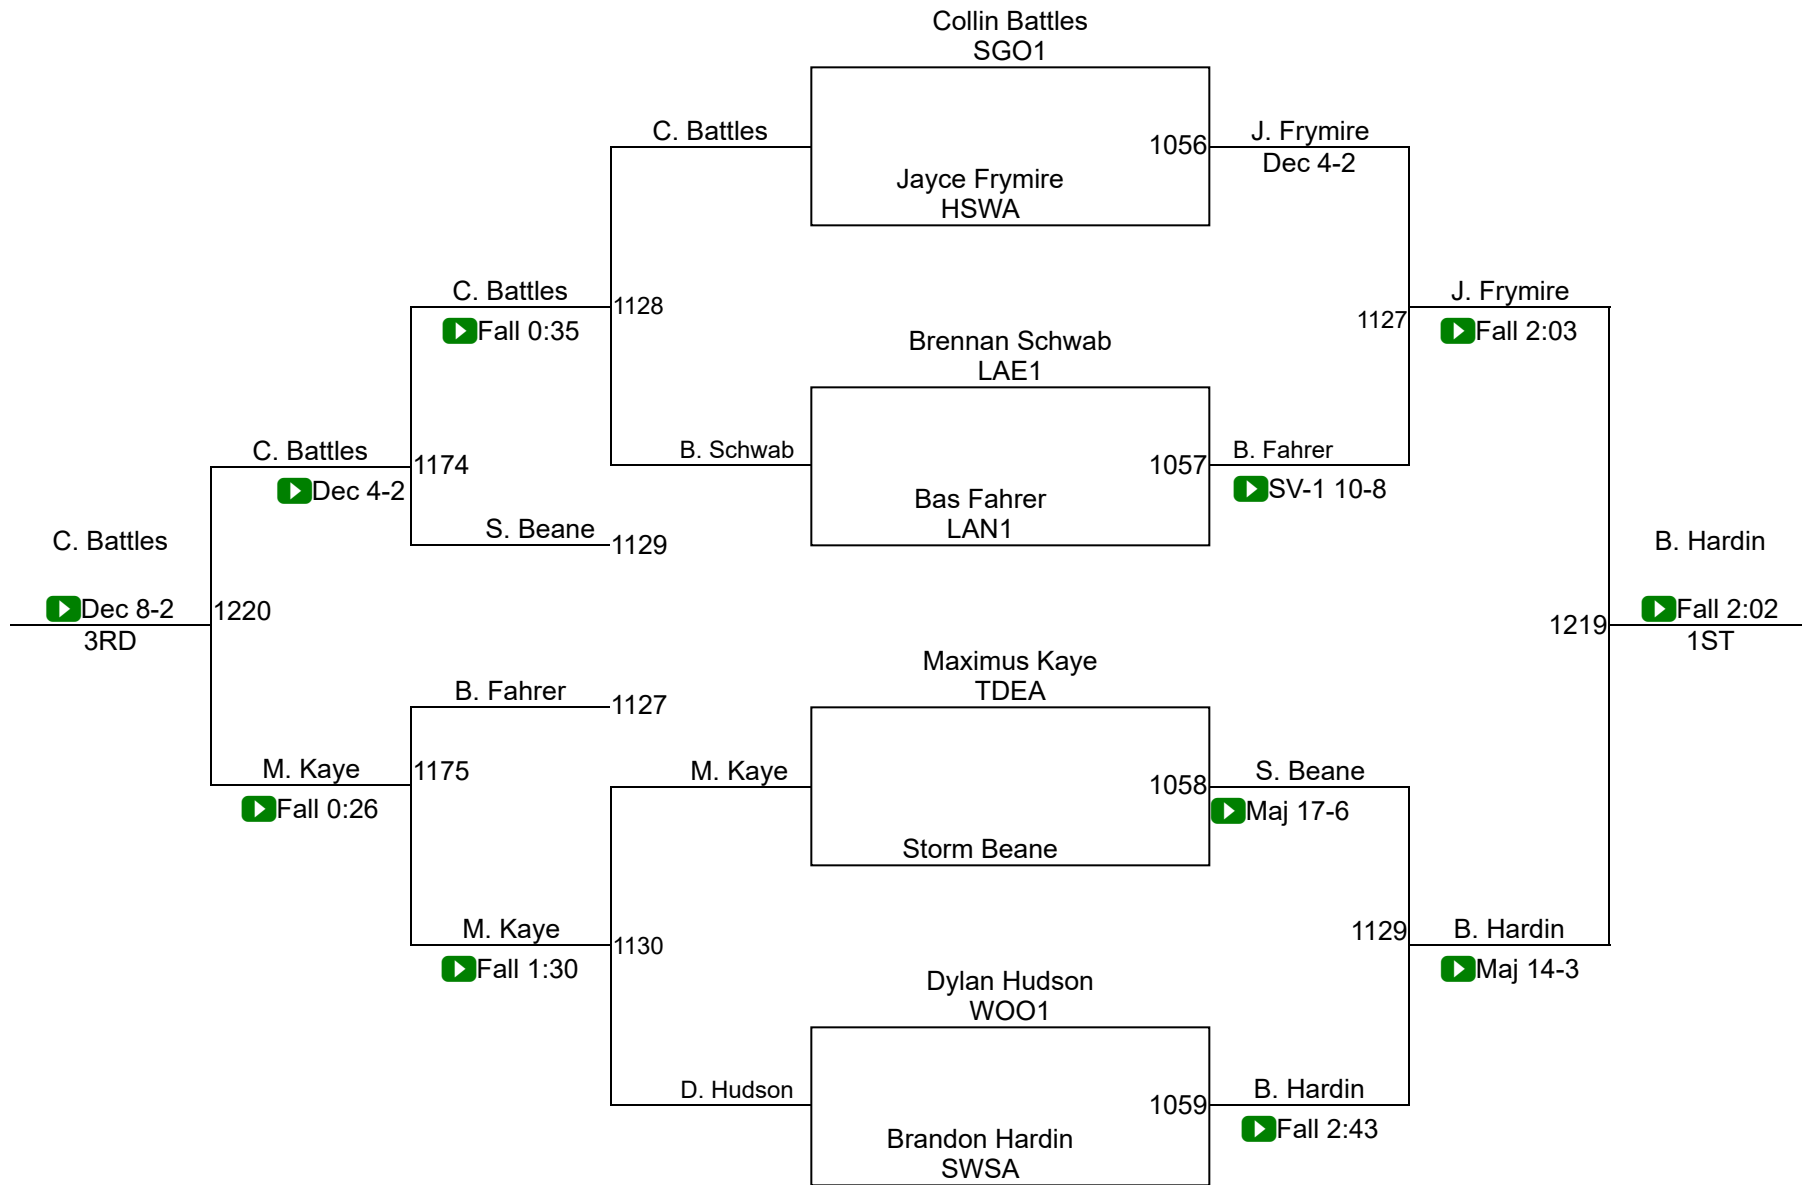 Collin Battles
SGO1
C. Battles
1056
J. Frymire
Dec 4-2
Jayce Frymire
HSWA
C. Battles
1128
Fall 0:35
1127
J. Frymire
Fall 2:03
Brennan Schwab
LAE1
C. Battles
1174
Dec 4-2
B. Schwab
1057
B. Fahrer
SV-1 10-8
Bas Fahrer
LAN1
S. Beane
1129
C. Battles
Dec 8-2
3RD
1220
B. Hardin
1219
Fall 2:02
1ST
Maximus Kaye
TDEA
B. Fahrer
1127
M. Kaye
1175
Fall 0:26
M. Kaye
1058
S. Beane
Maj 17-6
Storm Beane
M. Kaye
1130
Fall 1:30
1129
B. Hardin
Maj 14-3
Dylan Hudson
WOO1
D. Hudson
1059
B. Hardin
Fall 2:43
Brandon Hardin
SWSA